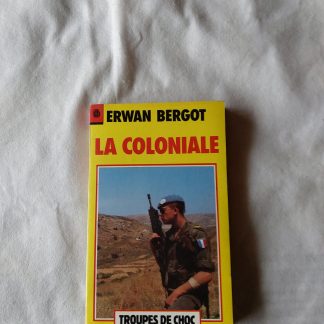 ERWAN BERGOT
LA COLONIALE
TROUPES DE CHOC